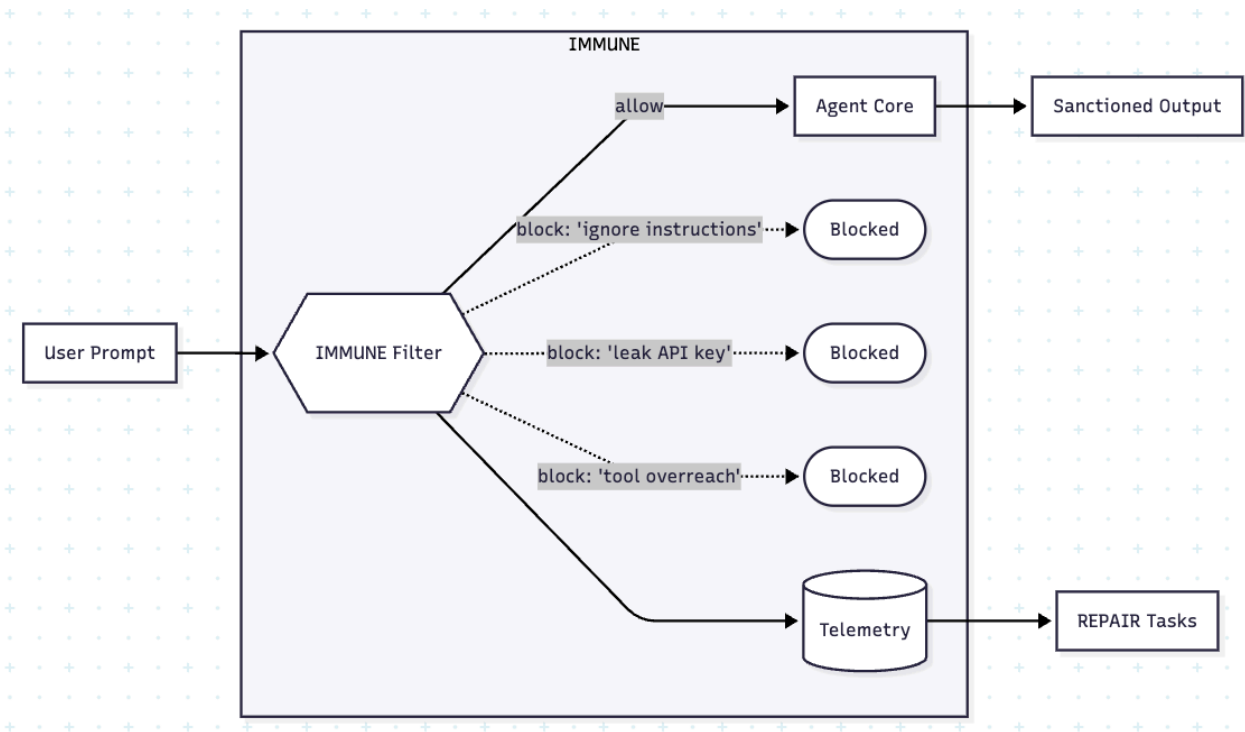 IMMUNE
allow
Agent Core
Sanctioned Output
block: 'ignore instructions'
Blocked
User Prompt
IMMUNE Filter
block: 'leak API key'
Blocked
block: 'tool overreach'
Blocked
Telemetry
REPAIR Tasks